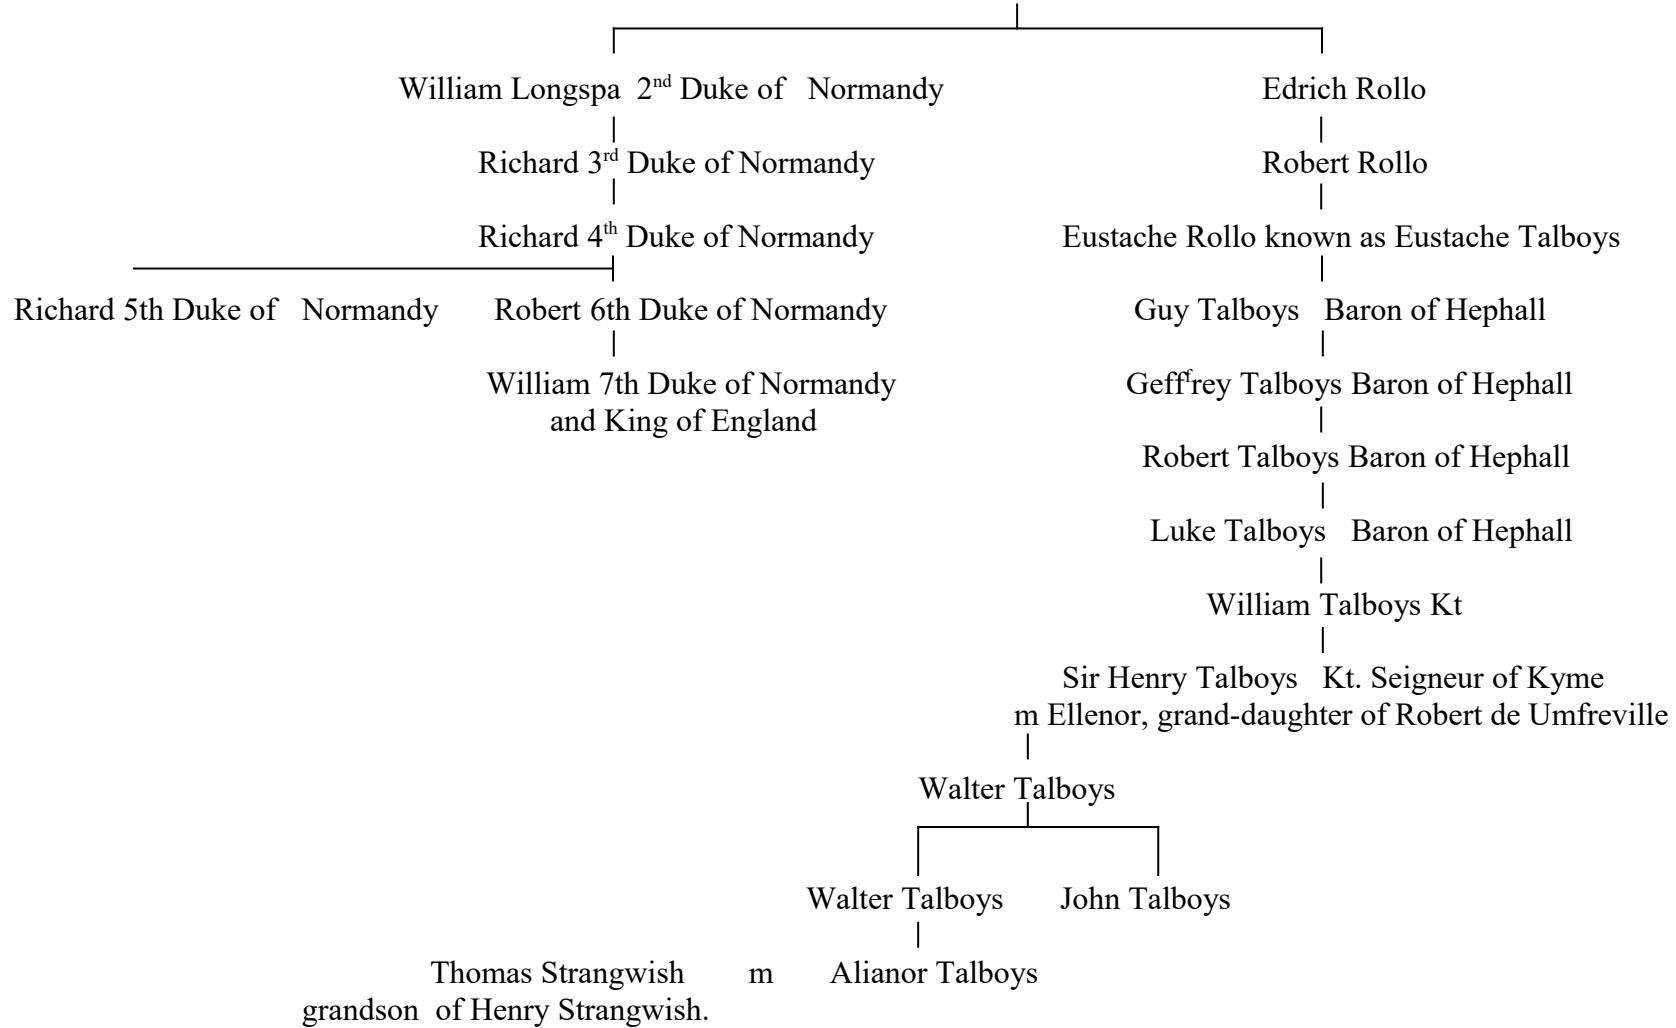 William Longspa 2nd Duke of Normandy Edrich Rollo
Richard 3rd Duke of Normandy Robert Rollo
Richard 4th Duke of Normandy Eustache Rollo known as Eustache Talboys
Richard 5th Duke of Normandy Robert 6th Duke of Normandy Guy Talboys Baron of Hephall
William 7th Duke of Normandy Gefffrey Talboys Baron of Hephall
and King of England
Robert Talboys Baron of Hephall
Luke Talboys Baron of Hephall
William Talboys Kt
Sir Henry Talboys Kt. Seigneur of Kyme
m Ellenor, grand-daughter of Robert de Umfreville
Walter Talboys
Walter Talboys John Talboys
Thomas Strangwish m Alianor Talboys
grandson of Henry Strangwish.